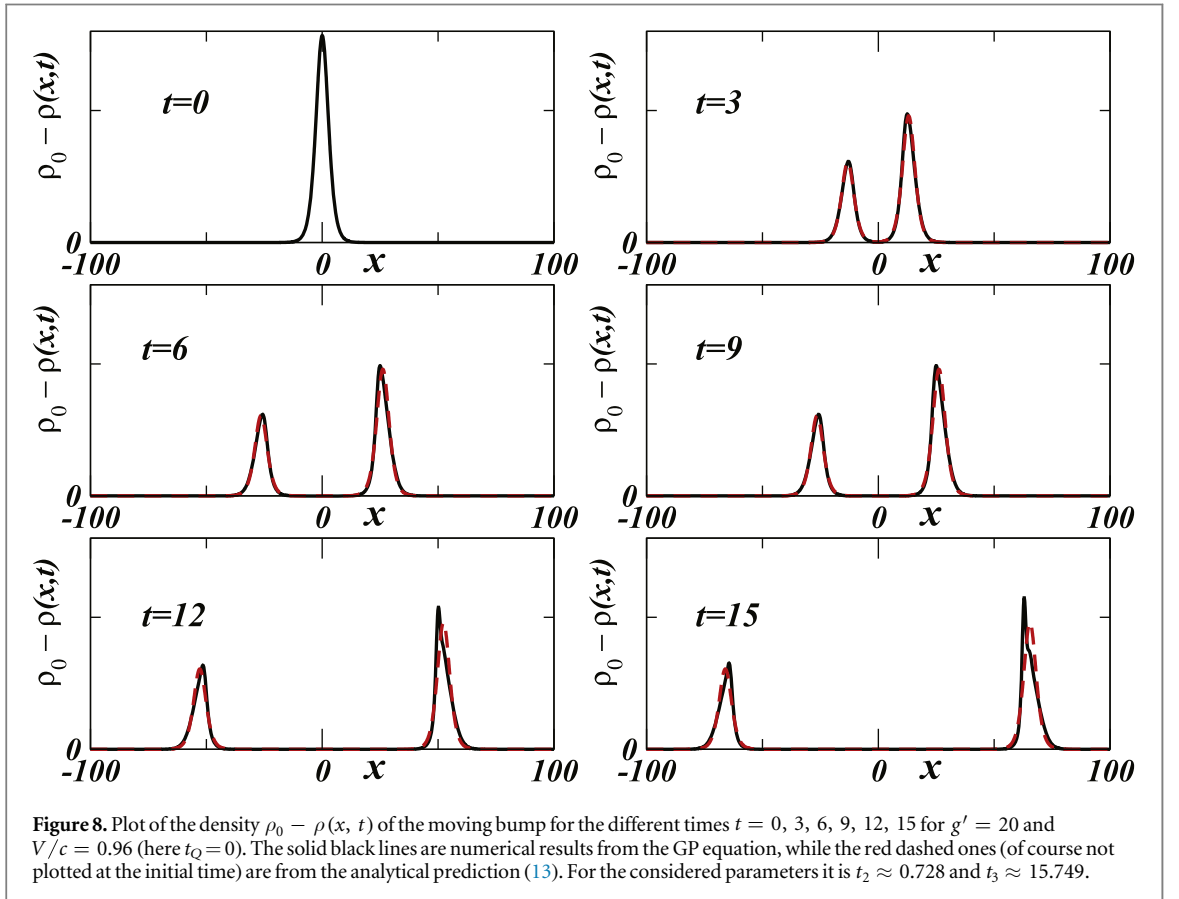 ρ0 − ρ(x,t)
t=0
0
-100
0
x
100
ρ0 − ρ(x,t)
t=3
0
-100
0
x
100
ρ0 − ρ(x,t)
t=6
0
-100
0
x
100
ρ0 − ρ(x,t)
t=9
0
-100
0
x
100
ρ0 − ρ(x,t)
t=12
0
-100
0
x
100
ρ0 − ρ(x,t)
t=15
0
-100
0
x
100
Figure 8. Plot of the density ρ0 − ρ(x, t) of the moving bump for the different times t = 0, 3, 6, 9, 12, 15 for g′ = 20 and
V/c = 0.96 (here tQ=0). The solid black lines are numerical results from the GP equation, while the red dashed ones (of course not
plotted at the initial time) are from the analytical prediction (13). For the considered parameters it is t2 ≈ 0.728 and t3 ≈ 15.749.